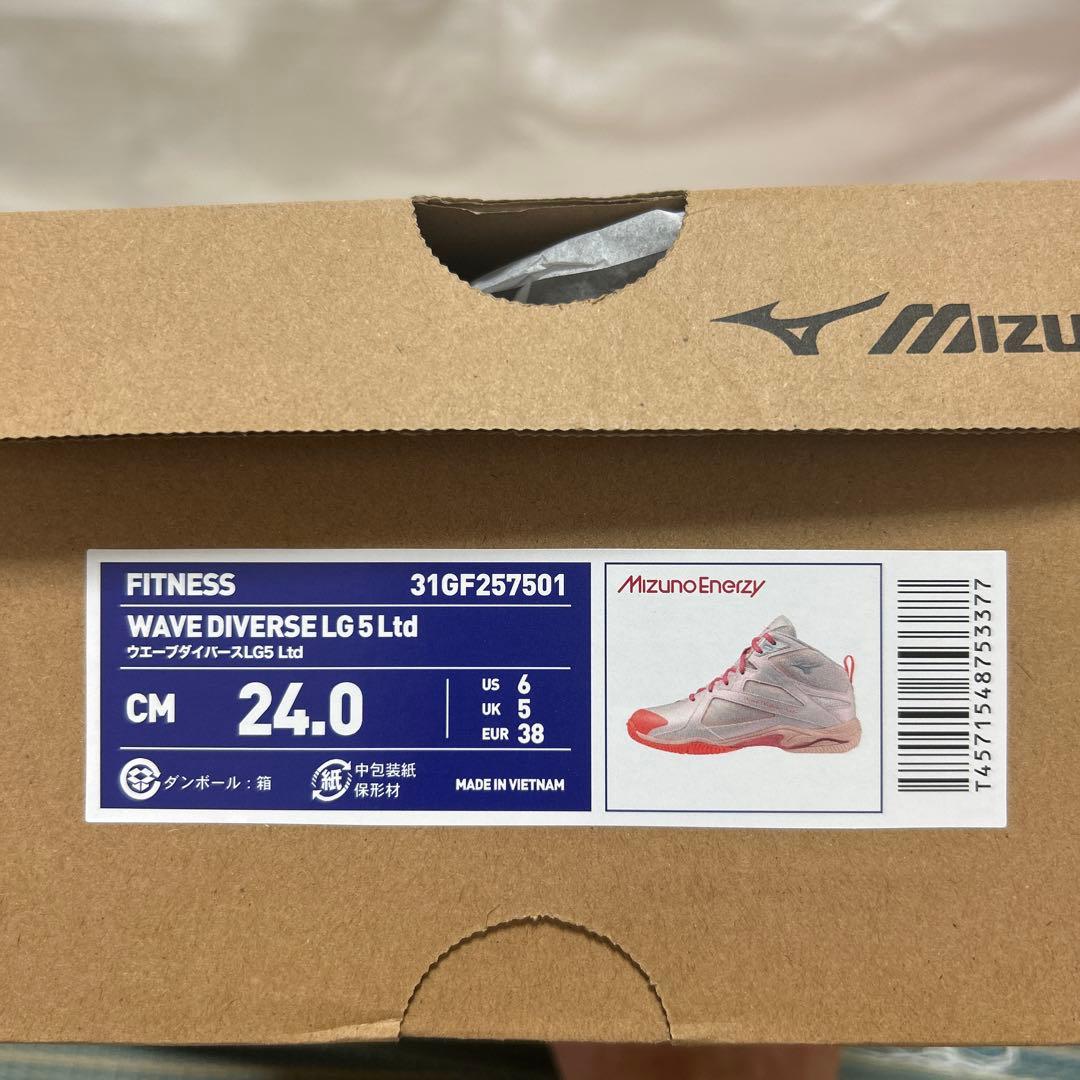 MIZU
FITNESS 31GF257501
WAVE DIVERSE LG 5 Ltd
ウエーブダイバースLG5 Ltd
CM 24.0
US 6
UK 5
EUR 38
ダンボール：箱
紙 中包装紙
保形材
MADE IN VIETNAM
MIZUNO ENERZY
T4571548753377